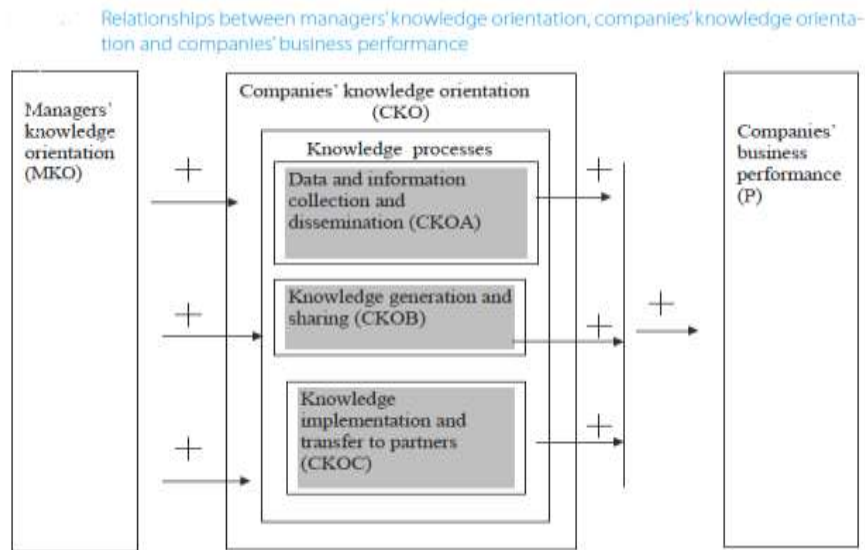 Relationships between managers' knowledge orientation, companies' knowledge orienta-
tion and companies' business performance
Managers'
knowledge
orientation
(MKO)
+
+
+
Companies' knowledge orientation
(CKO)
Knowledge processes
Data and information
collection and
dissemination (CKOA)
Knowledge generation and
sharing (CKOB)
Knowledge
implementation and
transfer to partners
(CKOC)
+
+
+
+
Companies'
business
performance
(P)